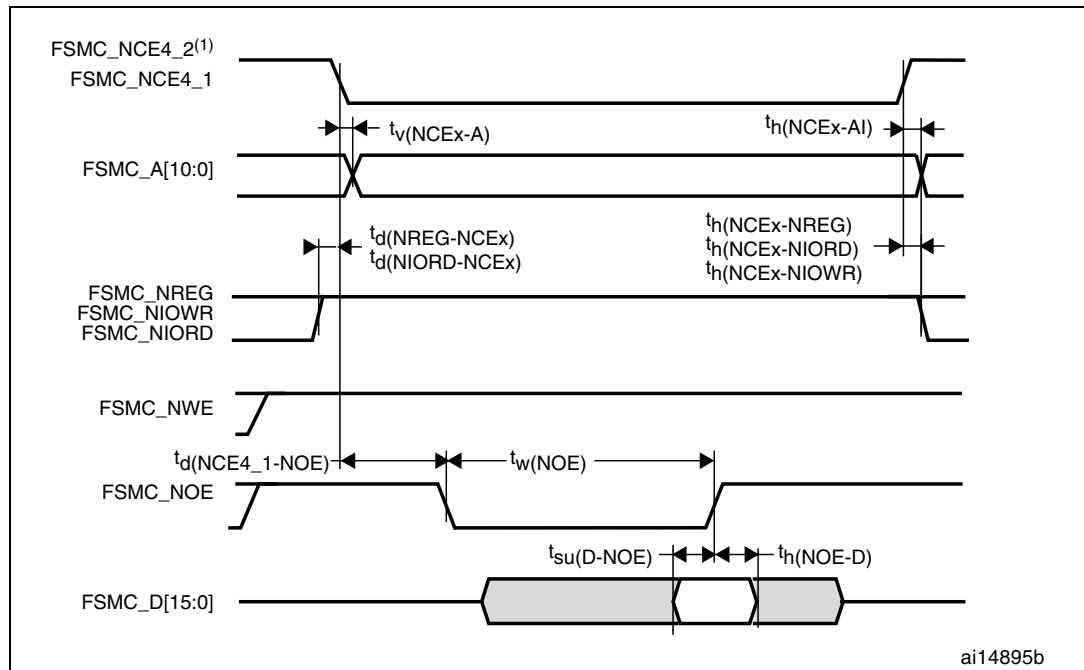 FSMC_NCE4_2(1)
FSMC_NCE4_1
tv(NCEx-A)
th(NCEx-AI)
FSMC_A[10:0]
td(NREG-NCEx)
td(NIORD-NCEx)
th(NCEx-NREG)
th(NCEx-NIORD)
th(NCEx-NIOWR)
FSMC_NREG
FSMC_NIOWR
FSMC_NIORD
FSMC_NWE
td(NCE4_1-NOE)
tw(NOE)
FSMC_NOE
tsu(D-NOE)
th(NOE-D)
FSMC_D[15:0]
ai14895b